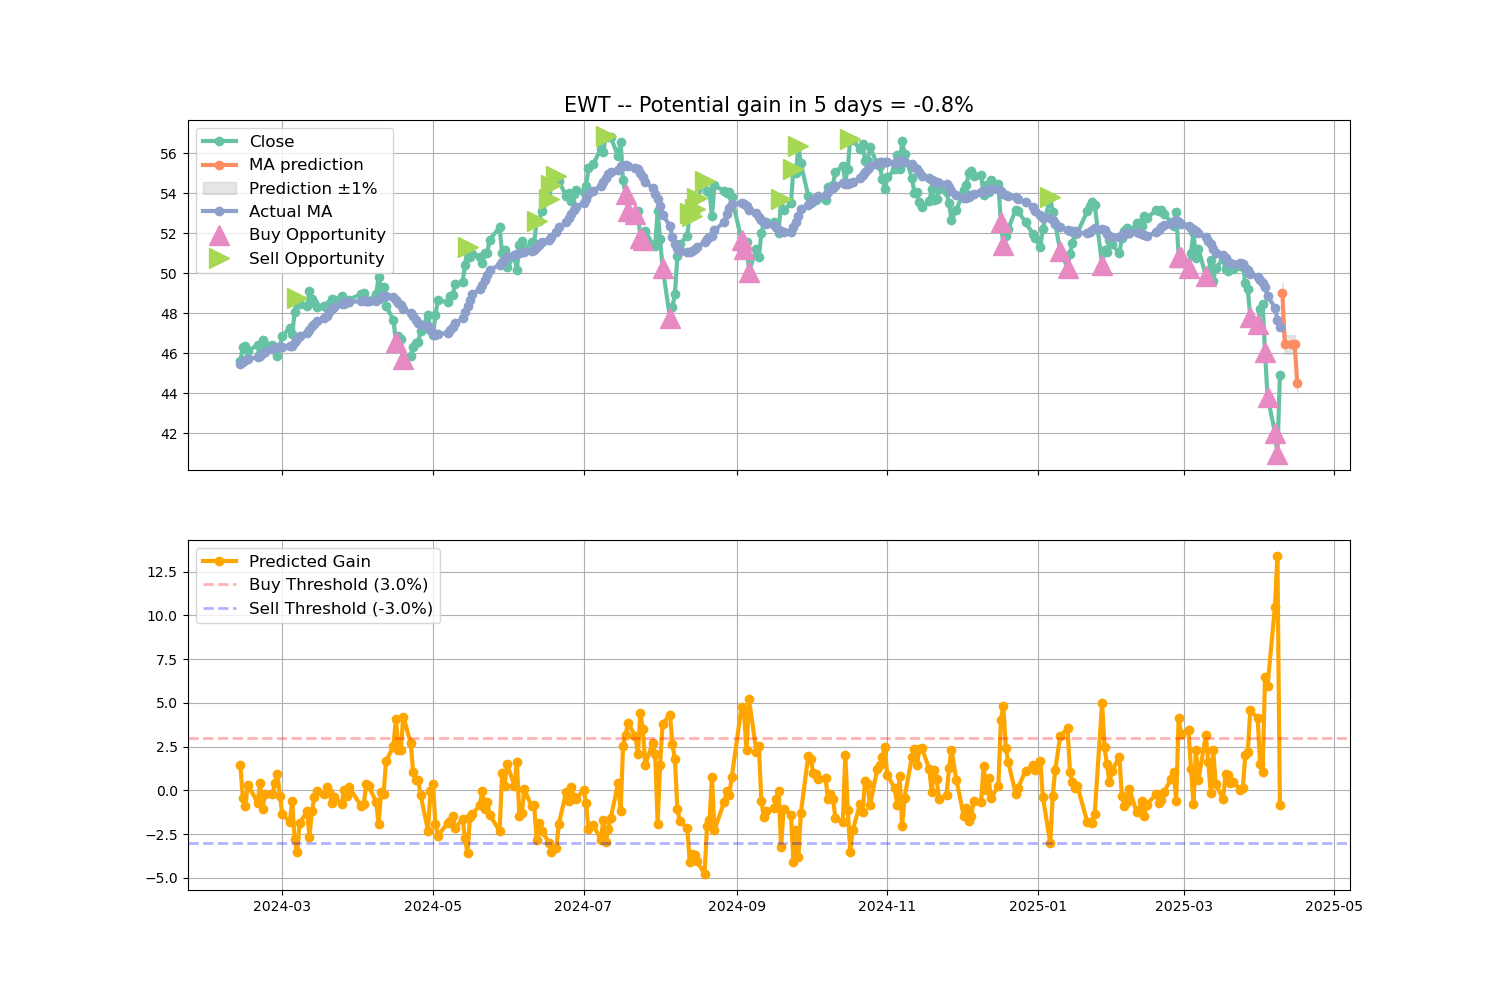 EWT -- Potential gain in 5 days = -0.8%
Close
MA prediction
Prediction ±1%
Actual MA
Buy Opportunity
Sell Opportunity
56
54
52
50
48
46
44
42
Predicted Gain
Buy Threshold (3.0%)
Sell Threshold (-3.0%)
12.5
10.0
7.5
5.0
2.5
0.0
−2.5
−5.0
2024-03 2024-05 2024-07 2024-09 2024-11 2025-01 2025-03 2025-05